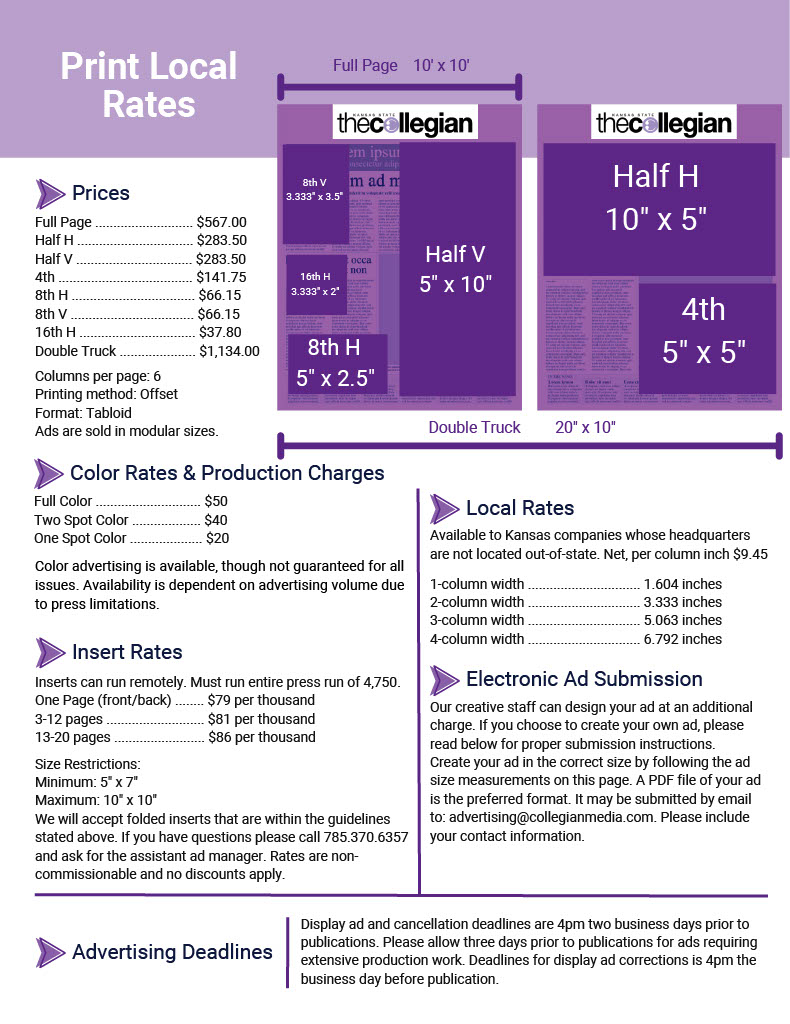 Print Local
Rates
Full Page 10' x 10'
KANSAS STATE
thecollegian
KANSAS STATE
thecollegian
em ipsu
m ad m
occa
non
8th V
3.333" x 3.5"
16th H
3.333" x 2"
8th H
5" x 2.5"
Half V
5" x 10"
Half H
10" x 5"
4th
5" x 5"
Double Truck 20" x 10"
Prices
Full Page ........................... $567.00
Half H ................................ $283.50
Half V ................................ $283.50
4th ...................................... $141.75
8th H .................................. $66.15
8th V .................................. $66.15
16th H ................................ $37.80
Double Truck ..................... $1,134.00
Columns per page: 6
Printing method: Offset
Format: Tabloid
Ads are sold in modular sizes.
Color Rates & Production Charges
Full Color ............................. $50
Two Spot Color ................... $40
One Spot Color .................... $20
Color advertising is available, though not guaranteed for all
issues. Availability is dependent on advertising volume due
to press limitations.
Insert Rates
Inserts can run remotely. Must run entire press run of 4,750.
One Page (front/back) ........ $79 per thousand
3-12 pages ........................... $81 per thousand
13-20 pages ......................... $86 per thousand
Size Restrictions:
Minimum: 5" x 7"
Maximum: 10" x 10"
We will accept folded inserts that are within the guidelines
stated above. If you have questions please call 785.370.6357
and ask for the assistant ad manager. Rates are non-
commissionable and no discounts apply.
Local Rates
Available to Kansas companies whose headquarters
are not located out-of-state. Net, per column inch $9.45
1-column width ............................... 1.604 inches
2-column width ............................... 3.333 inches
3-column width ............................... 5.063 inches
4-column width ............................... 6.792 inches
Electronic Ad Submission
Our creative staff can design your ad at an additional
charge. If you choose to create your own ad, please
read below for proper submission instructions.
Create your ad in the correct size by following the ad
size measurements on this page. A PDF file of your ad
is the preferred format. It may be submitted by email
to: advertising@collegianmedia.com. Please include
your contact information.
Advertising Deadlines
Display ad and cancellation deadlines are 4pm two business days prior to
publications. Please allow three days prior to publications for ads requiring
extensive production work. Deadlines for display ad corrections is 4pm the
business day before publication.